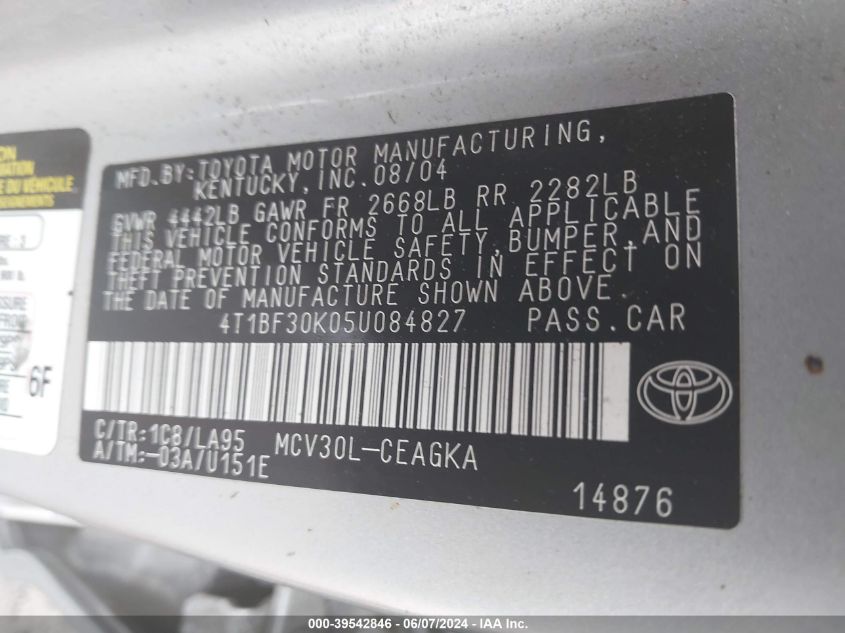 MFD.BY:TOYOTA MOTOR MANUFACTURING,
KENTUCKY,INC.08/04
GVWR 4442LB GAWR FR 2668LB RR 2282LB
THIS VEHICLE CONFORMS TO ALL APPLICABLE
FEDERAL MOTOR VEHICLE SAFETY,BUMPER,AND
THEFT PREVENTION STANDARDS IN EFFECT ON
THE DATE OF MANUFACTURE SHOWN ABOVE.
4T1BF30K05U084827 PASS.CAR
C/TR:1C8/LA95 MCV30L-CEAGKA
A/TM:-03A/U151E
14876
DU VÉHICULE
6F
000-39542846 06/07/2024 - IAA Inc.